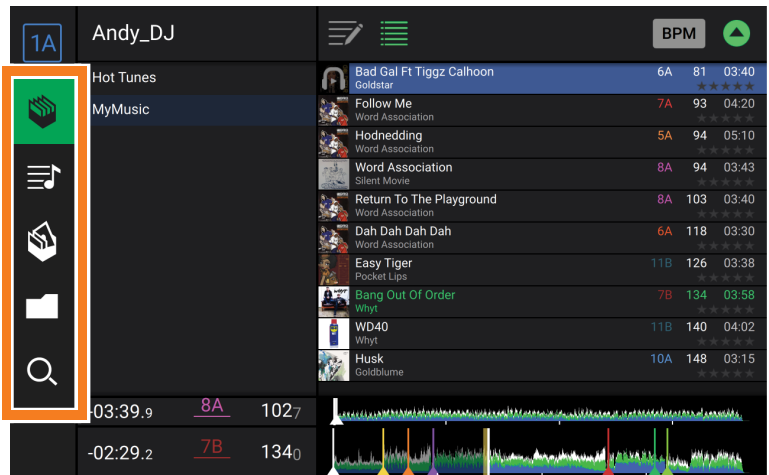 1A
Andy_DJ
BPM
Hot Tunes
MyMusic
Bad Gal Ft Tiggz Calhoon 6A 81 03:40
Goldstar
Follow Me 7A 93 04:20
Word Association
Hodnedding 5A 94 05:10
Word Association
Word Association 8A 94 03:43
Silent Movie
Return To The Playground 8A 103 03:40
Word Association
Dah Dah Dah Dah 6A 118 03:30
Word Association
Easy Tiger 11B 126 03:38
Pocket Lips
Bang Out Of Order 7B 134 03:58
Whyt
WD40 11B 140 04:02
Whyt
Husk 10A 148 03:15
Goldblume
-03:39.9 8A 1027
-02:29.2 7B 1340